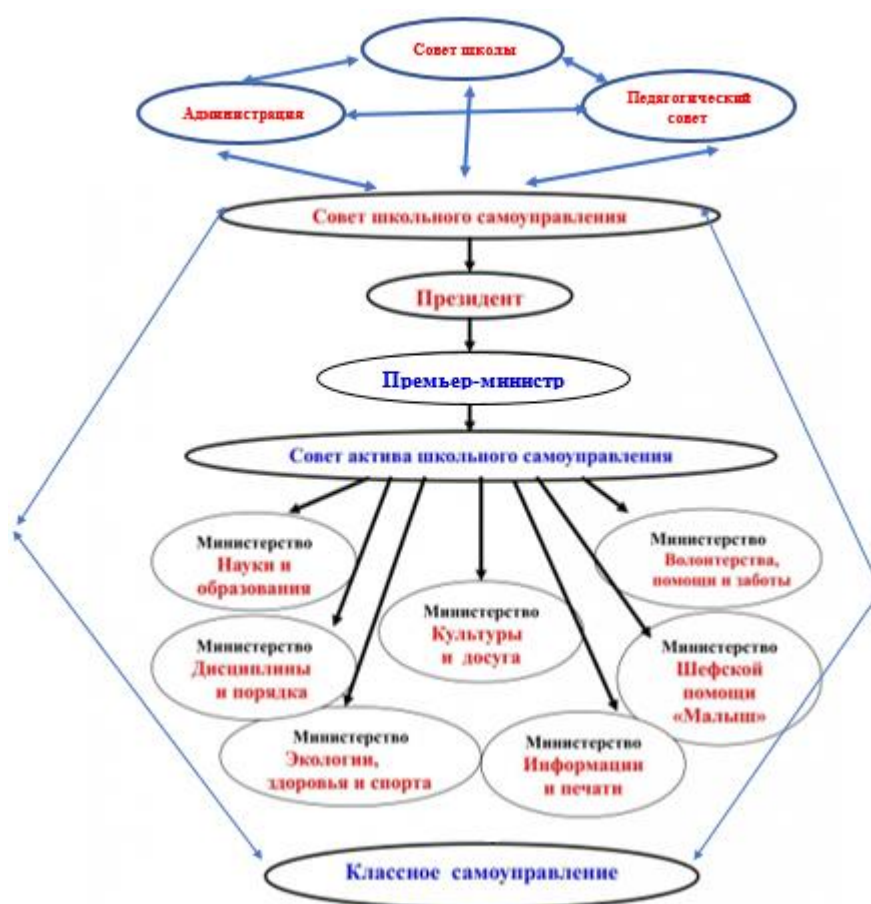 Совет школы
Администрация
Педагогический
совет
Совет школьного самоуправления
Президент
Премьер-министр
Совет актива школьного самоуправления
Министерство
Науки и
образования
Министерство
Волонтерства,
помощи и заботы
Министерство
Культуры
и досуга
Министерство
Дисциплины
и порядка
Министерство
Шефской
помощи
«Малыш»
Министерство
Экологии,
здоровья и спорта
Министерство
Информации
и печати
Классное самоуправление